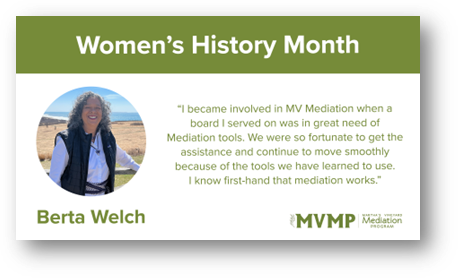 Women's History Month
"I became involved in MV Mediation when a
board I served on was in great need of
Mediation tools. We were so fortunate to get the
assistance and continue to move smoothly
because of the tools we have learned to use.
I know first-hand that mediation works."
Berta Welch
MVMP
MARTHA'S VINEYARD
Mediation
PROGRAM